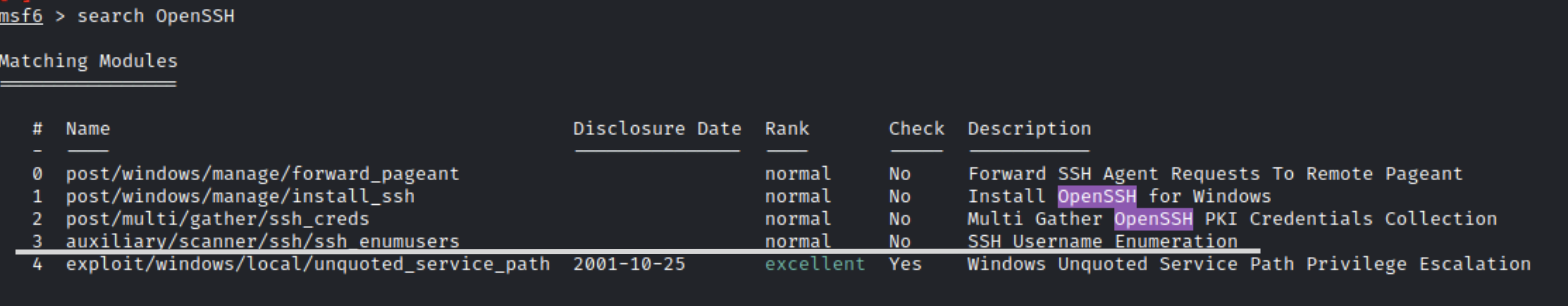 msf6 > search OpenSSH
Matching Modules
================
# Name Disclosure Date Rank Check Description
- ---- --------------- ---- ----- -----------
0 post/windows/manage/forward_pageant normal No Forward SSH Agent Requests To Remote Pageant
1 post/windows/manage/install_ssh normal No Install OpenSSH for Windows
2 post/multi/gather/ssh_creds normal No Multi Gather OpenSSH PKI Credentials Collection
3 auxiliary/scanner/ssh/ssh_enumusers normal No SSH Username Enumeration
4 exploit/windows/local/unquoted_service_path 2001-10-25 excellent Yes Windows Unquoted Service Path Privilege Escalation